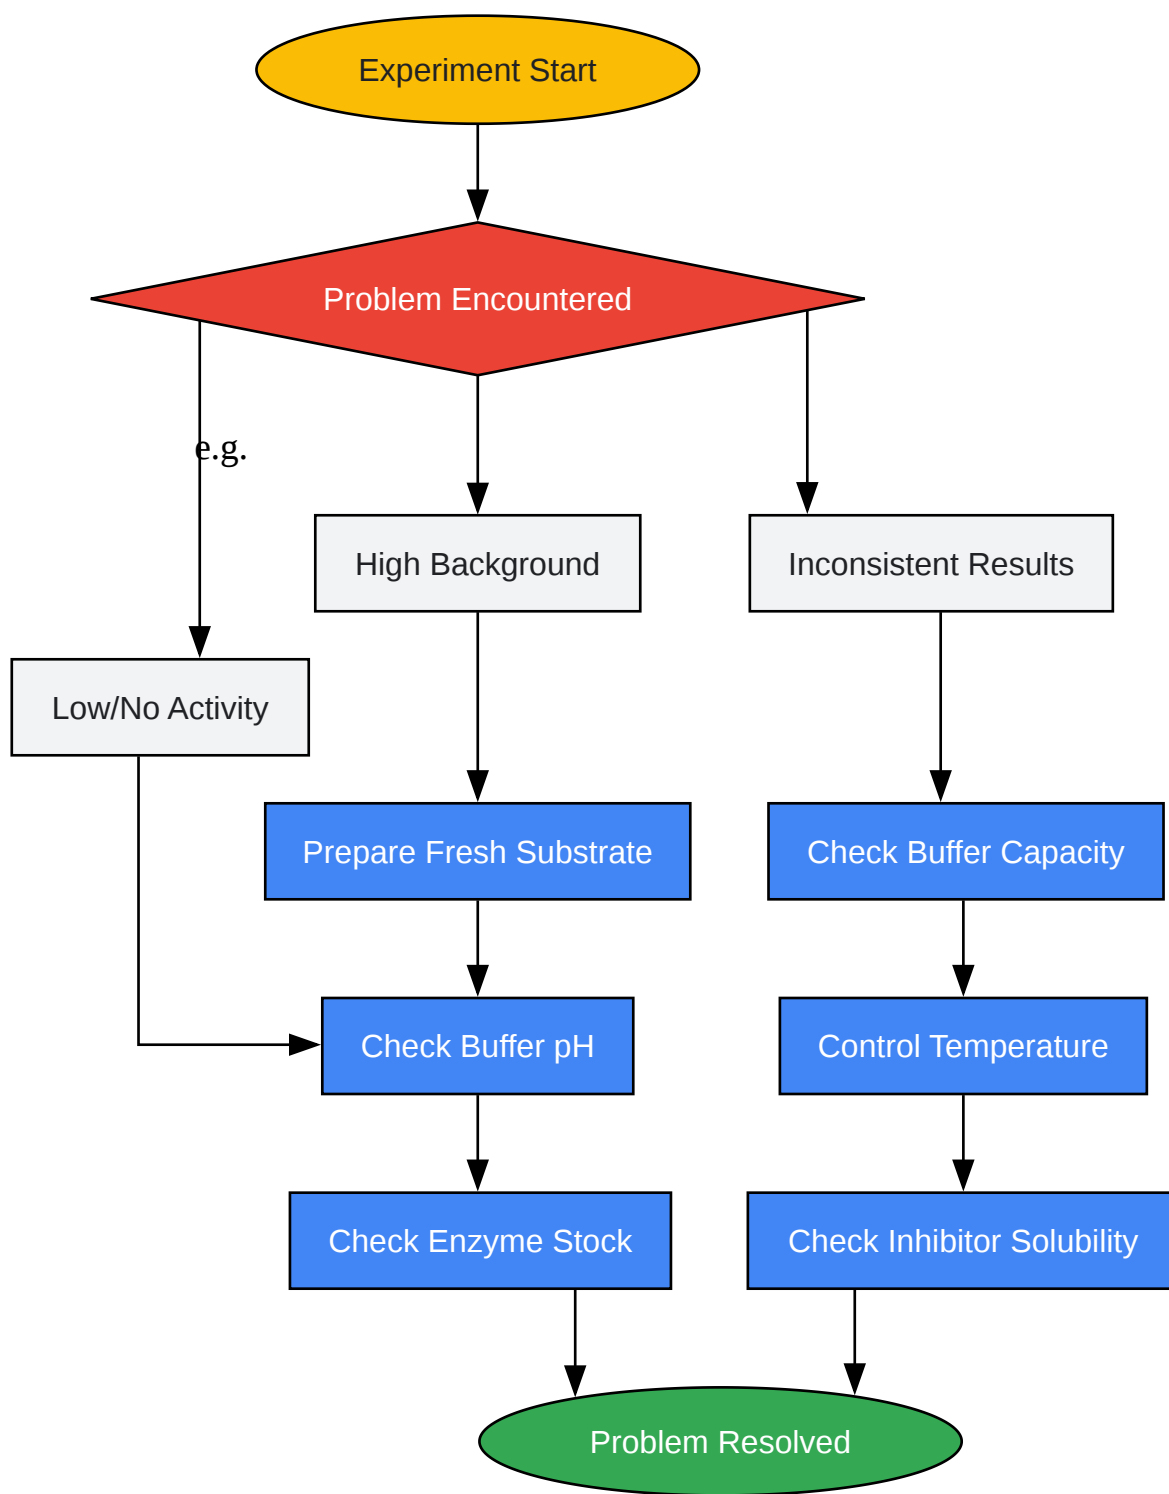 Experiment Start
Problem Encountered
e.g.
High Background
Inconsistent Results
Low/No Activity
Prepare Fresh Substrate
Check Buffer Capacity
Check Buffer pH
Control Temperature
Check Enzyme Stock
Check Inhibitor Solubility
Problem Resolved